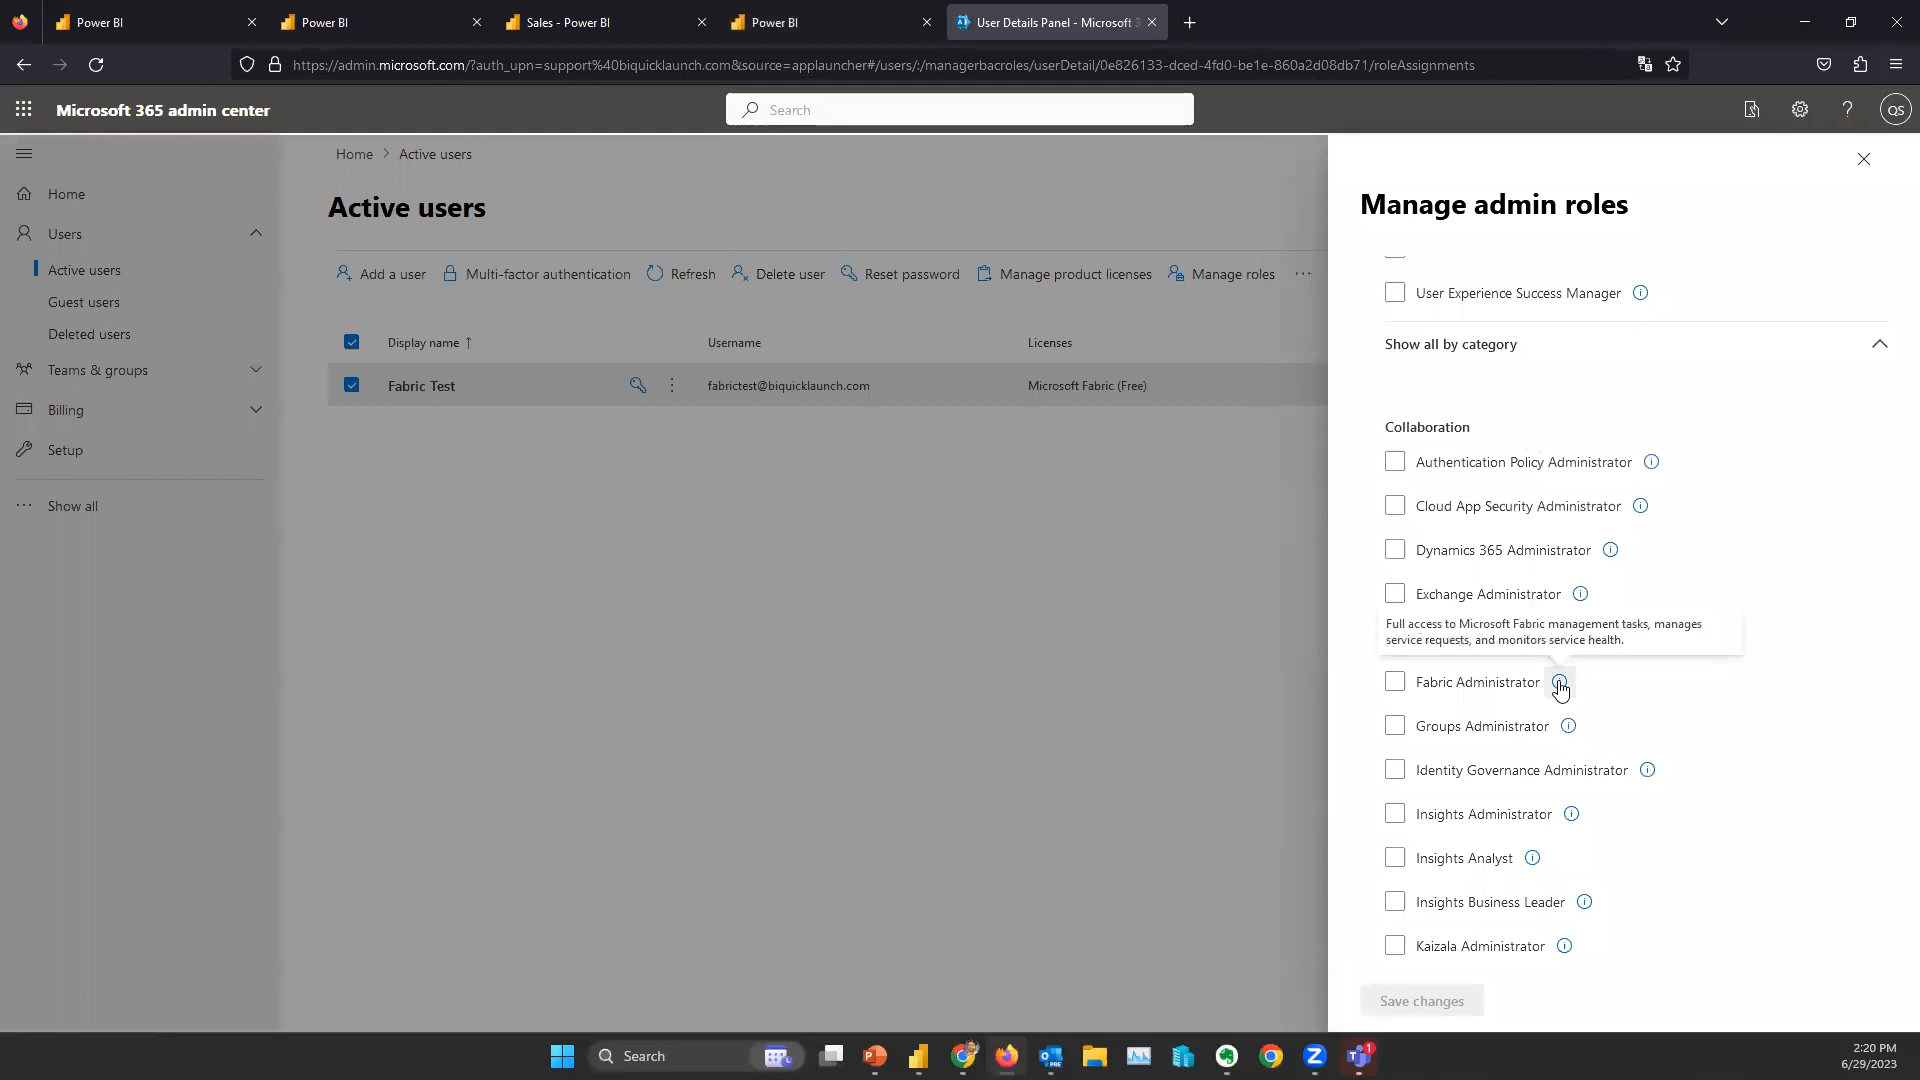 Power BI
Power BI
Sales - Power BI
Power BI
User Details Panel - Microsoft 3
https://admin.microsoft.com/?auth_upn=support%40biquicklaunch.com&source=applauncher#/users/:/managerbacroles/userDetail/0e826133-dced-4fd0-be1e-860a2d08db71/roleAssignments
Microsoft 365 admin center
Search
QS
Home
Users
Active users
Guest users
Deleted users
Teams & groups
Billing
Setup
Show all
Home > Active users
Active users
Add a user
Multi-factor authentication
Refresh
Delete user
Reset password
Manage product licenses
Manage roles
Display name ↑
Username
Licenses
Fabric Test
fabrictest@biquicklaunch.com
Microsoft Fabric (Free)
Manage admin roles
User Experience Success Manager
Show all by category
Collaboration
Authentication Policy Administrator
Cloud App Security Administrator
Dynamics 365 Administrator
Exchange Administrator
Full access to Microsoft Fabric management tasks, manages
service requests, and monitors service health.
Fabric Administrator
Groups Administrator
Identity Governance Administrator
Insights Administrator
Insights Analyst
Insights Business Leader
Kaizala Administrator
Save changes
Search
2:20 PM
6/29/2023